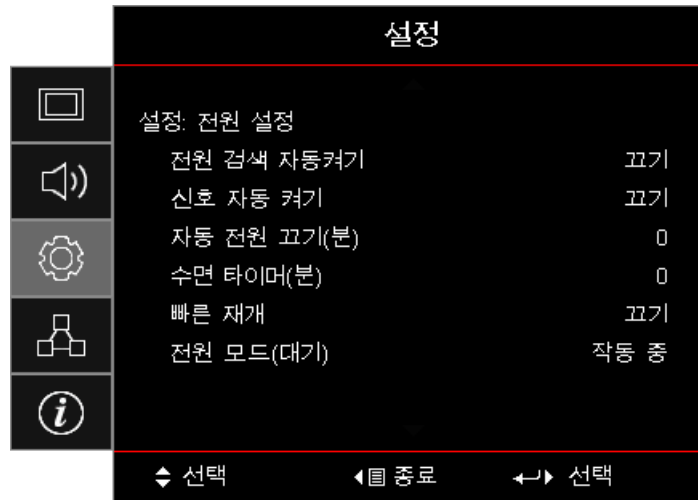 설정
설정: 전원 설정
전원 검색 자동켜기 끄기
신호 자동 켜기 끄기
자동 전원 끄기(분) 0
수면 타이머(분) 0
빠른 재개 끄기
전원 모드(대기) 작동 중
선택 종료 선택